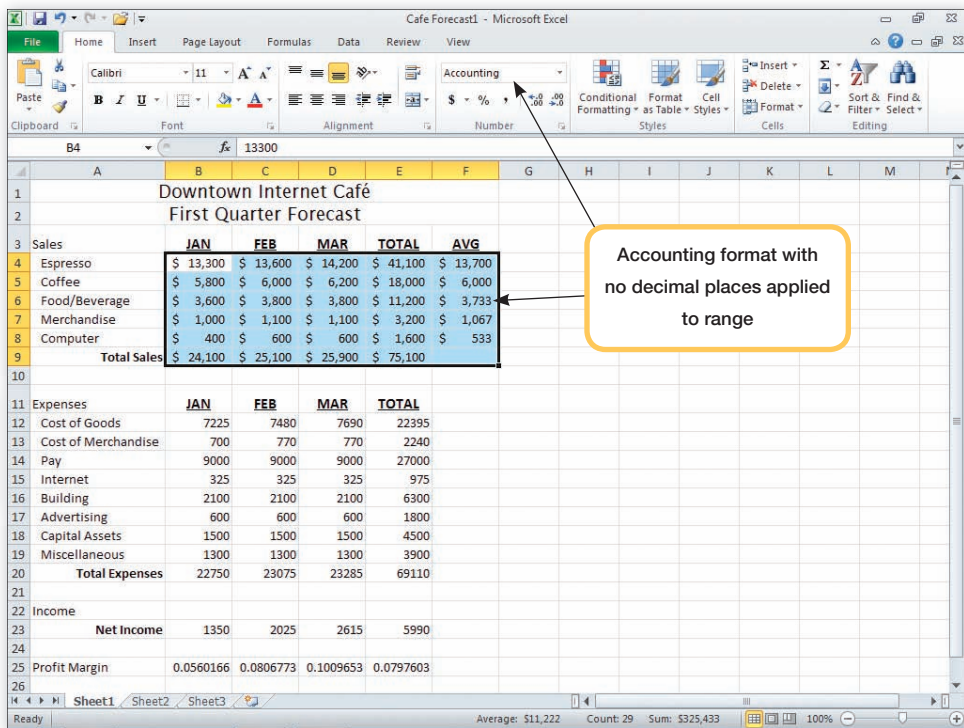 Cafe Forecast1 - Microsoft Excel
File Home Insert Page Layout Formulas Data Review View
Calibri 11 A A Accounting Insert Σ
Paste B I U A $ % , .0 .00 .00 .0 Conditional Formatting Format as Table Cell Styles Delete Format Sort & Filter Find & Select
Clipboard Font Alignment Number Styles Cells Editing
B4 fx 13300
A B C D E F G H I J K L M
1 Downtown Internet Café
2 First Quarter Forecast
3 Sales JAN FEB MAR TOTAL AVG
4 Espresso $ 13,300 $ 13,600 $ 14,200 $ 41,100 $ 13,700
5 Coffee $ 5,800 $ 6,000 $ 6,200 $ 18,000 $ 6,000
6 Food/Beverage $ 3,600 $ 3,800 $ 3,800 $ 11,200 $ 3,733
7 Merchandise $ 1,000 $ 1,100 $ 1,100 $ 3,200 $ 1,067
8 Computer $ 400 $ 600 $ 600 $ 1,600 $ 533
9 Total Sales $ 24,100 $ 25,100 $ 25,900 $ 75,100
Accounting format with
no decimal places applied
to range
10
11 Expenses JAN FEB MAR TOTAL
12 Cost of Goods 7225 7480 7690 22395
13 Cost of Merchandise 700 770 770 2240
14 Pay 9000 9000 9000 27000
15 Internet 325 325 325 975
16 Building 2100 2100 2100 6300
17 Advertising 600 600 600 1800
18 Capital Assets 1500 1500 1500 4500
19 Miscellaneous 1300 1300 1300 3900
20 Total Expenses 22750 23075 23285 69110
21
22 Income
23 Net Income 1350 2025 2615 5990
24
25 Profit Margin 0.0560166 0.0806773 0.1009653 0.0797603
26
Sheet1 Sheet2 Sheet3
Ready Average: $11,222 Count: 29 Sum: $325,433 100%